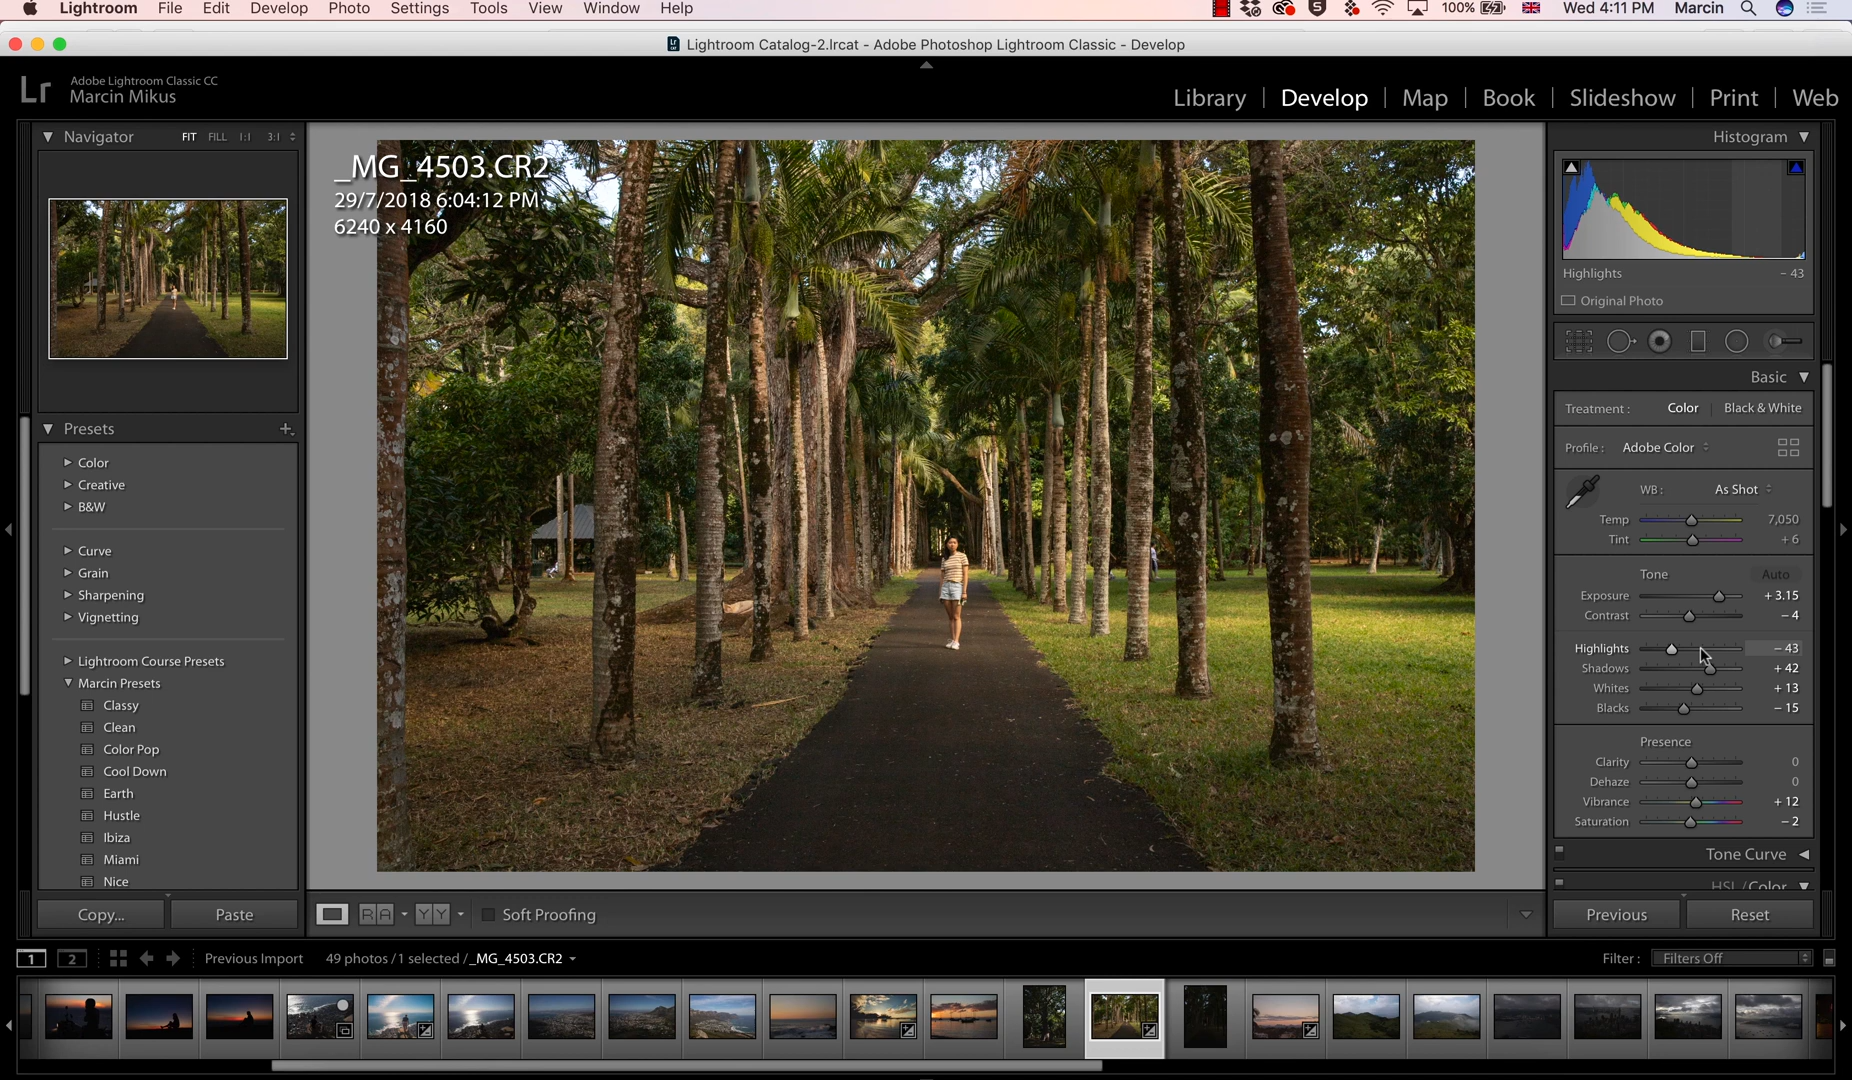 Lightroom File Edit Develop Photo Settings Tools View Window Help 100% Wed 4:11 PM Marcin
Lr Lightroom Catalog-2.lrcat - Adobe Photoshop Lightroom Classic - Develop
Lr Adobe Lightroom Classic CC
Marcin Mikus
Library | Develop | Map | Book | Slideshow | Print | Web
Navigator FIT FILL 1:1 3:1
Presets
Color
Creative
B&W
Curve
Grain
Sharpening
Vignetting
Lightroom Course Presets
Marcin Presets
Classy
Clean
Color Pop
Cool Down
Earth
Hustle
Ibiza
Miami
Nice
Copy... Paste
_MG_4503.CR2
29/7/2018 6:04:12 PM
6240 x 4160
R A Y Y Soft Proofing
Histogram
Highlights - 43
Original Photo
Basic
Treatment : Color Black & White
Profile : Adobe Color
WB : As Shot
Temp 7,050
Tint + 6
Tone Auto
Exposure + 3.15
Contrast - 4
Highlights - 43
Shadows + 42
Whites + 13
Blacks - 15
Presence
Clarity 0
Dehaze 0
Vibrance + 12
Saturation - 2
Tone Curve
HSL / Color
Previous Reset
1 2 Previous Import 49 photos / 1 selected / _MG_4503.CR2 Filter : Filters Off